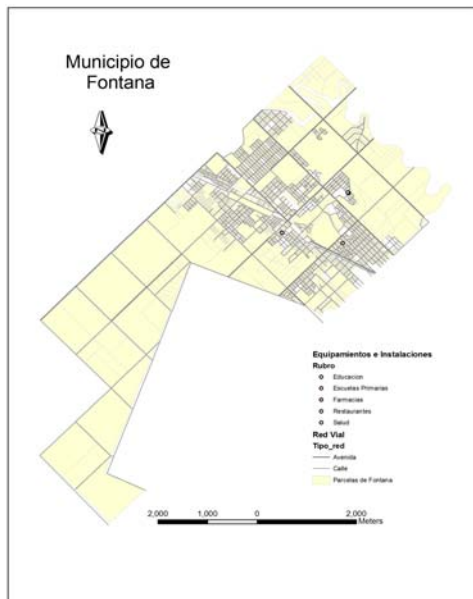 Municipio de
Fontana
Equipamientos e Instalaciones
Rubro
Educacion
Escuelas Primarias
Farmacias
Restaurantes
Salud
Red Vial
Tipo_red
Avenida
Calle
Parcelas de Fontana
2,000 1,000 0 2,000
Meters